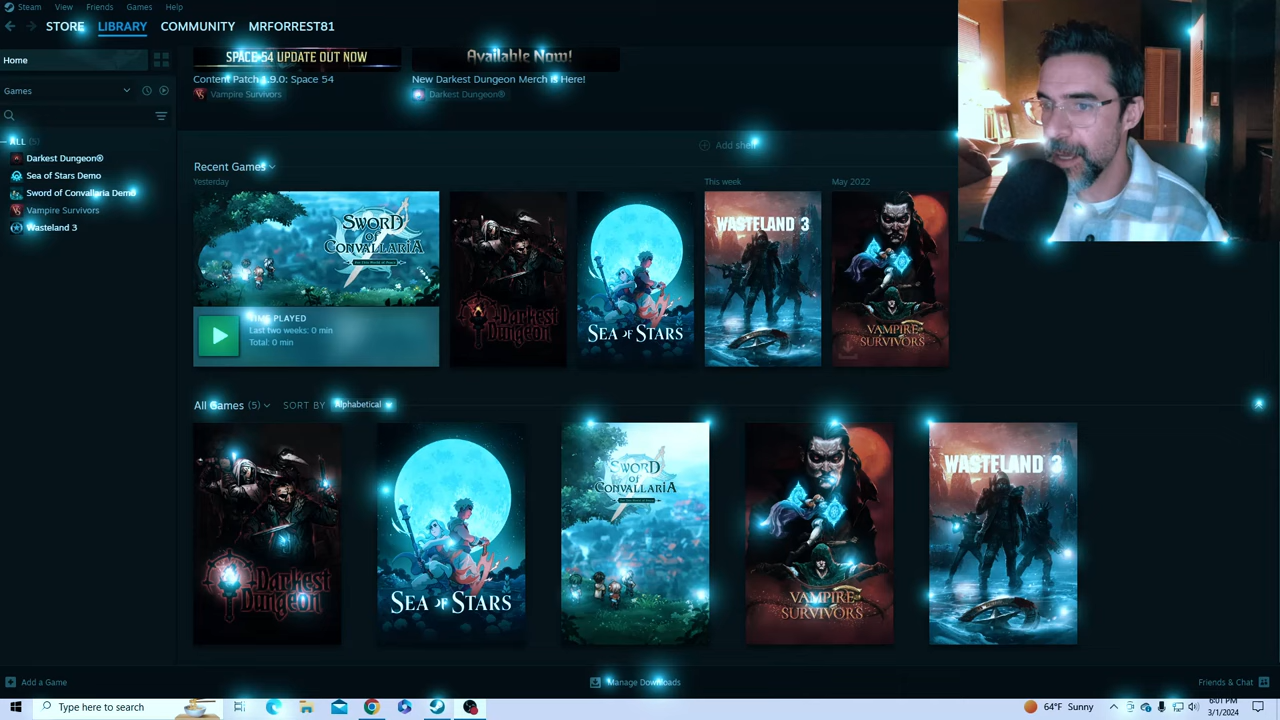 Steam View Friends Games Help
STORE LIBRARY COMMUNITY MRFORREST81
Home
Games
ALL (5)
Darkest Dungeon®
Sea of Stars Demo
Sword of Convallaria Demo
Vampire Survivors
Wasteland 3
SPACE 54 UPDATE OUT NOW
Content Patch 1.9.0: Space 54
Vampire Survivors
Available Now!
New Darkest Dungeon Merch is Here!
Darkest Dungeon®
Add shelf
Recent Games
Yesterday
This week
May 2022
SWORD OF CONVALLARIA
TIME PLAYED
Last two weeks: 0 min
Total: 0 min
Darkest Dungeon
SEA OF STARS
WASTELAND 3
VAMPIRE SURVIVORS
All Games (5) SORT BY Alphabetical
Darkest Dungeon
SEA OF STARS
SWORD OF CONVALLARIA
VAMPIRE SURVIVORS
WASTELAND 3
Add a Game
Manage Downloads
Friends & Chat
Type here to search
64°F Sunny
6:01 PM
3/1/2024